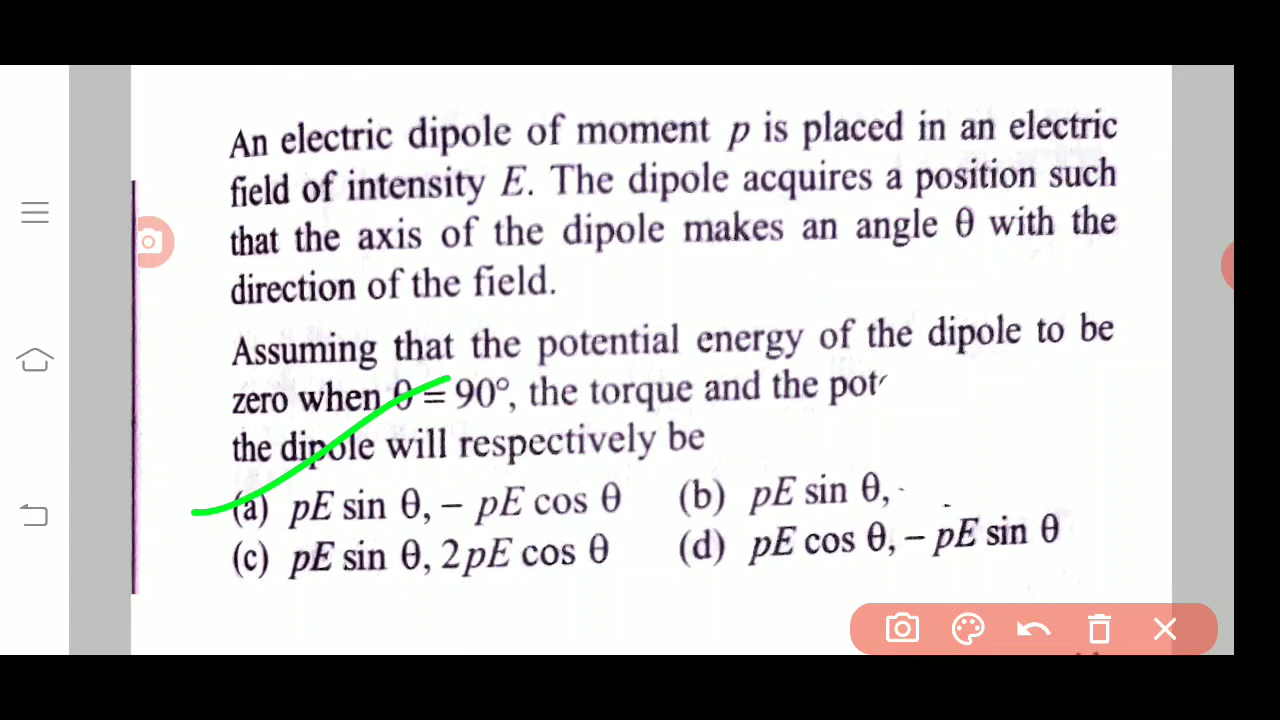 An electric dipole of moment p is placed in an electric
field of intensity E. The dipole acquires a position such
that the axis of the dipole makes an angle θ with the
direction of the field.
Assuming that the potential energy of the dipole to be
zero when θ = 90°, the torque and the pot
the dipole will respectively be
(a) pE sin θ, – pE cos θ (b) pE sin θ,
(c) pE sin θ, 2pE cos θ (d) pE cos θ, – pE sin θ